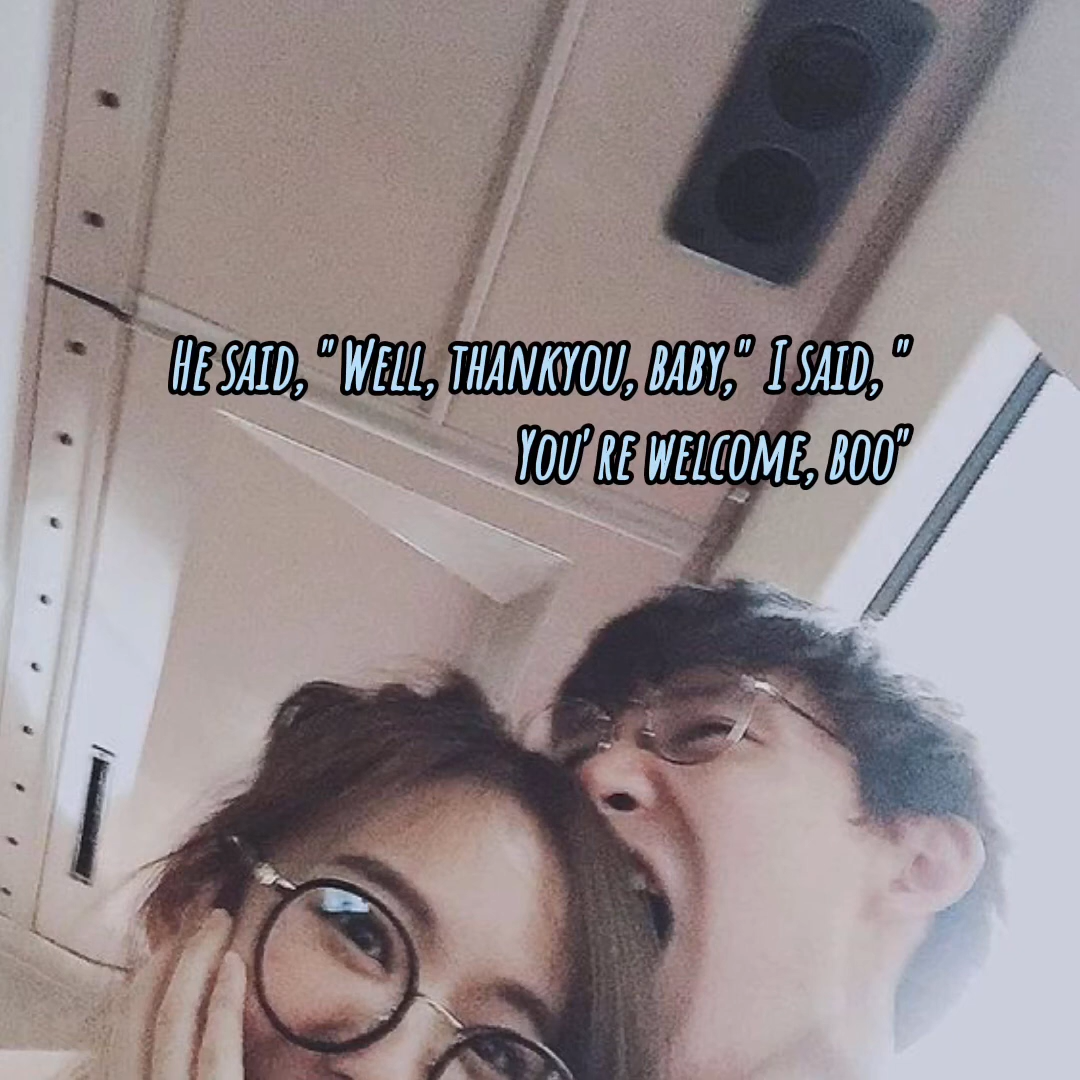 He said, " Well, thankyou, baby," I said, "
You' re welcome, boo"